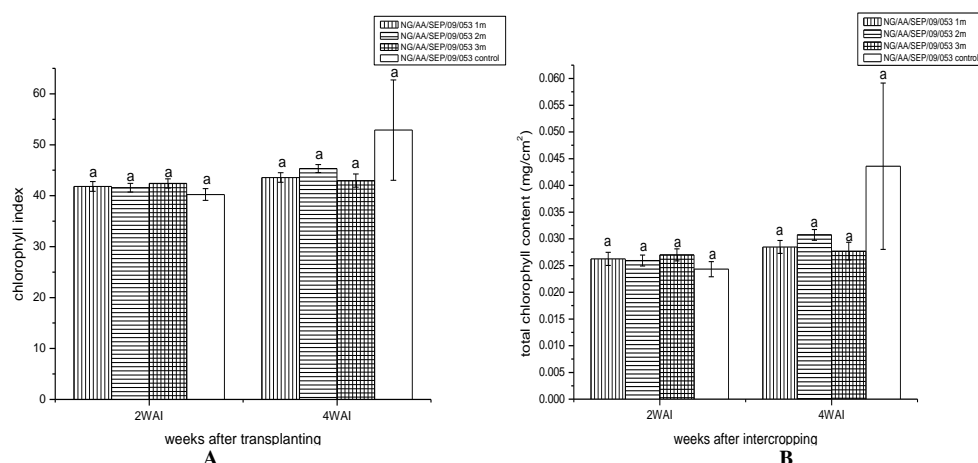 NG/AA/SEP/09/053 1m
NG/AA/SEP/09/053 2m
NG/AA/SEP/09/053 3m
NG/AA/SEP/09/053 control
60
50
40
30
20
10
0
chlorophyll index
a
a
a
a
a
a
a
a
2WAI
4WAI
weeks after transplanting
A
NG/AA/SEP/09/053 1m
NG/AA/SEP/09/053 2m
NG/AA/SEP/09/053 3m
NG/AA/SEP/09/053 control
0.060
0.055
0.050
0.045
0.040
0.035
0.030
0.025
0.020
0.015
0.010
0.005
0.000
total chlorophyll content (mg/cm²)
a
a
a
a
a
a
a
a
2WAI
4WAI
weeks after intercropping
B